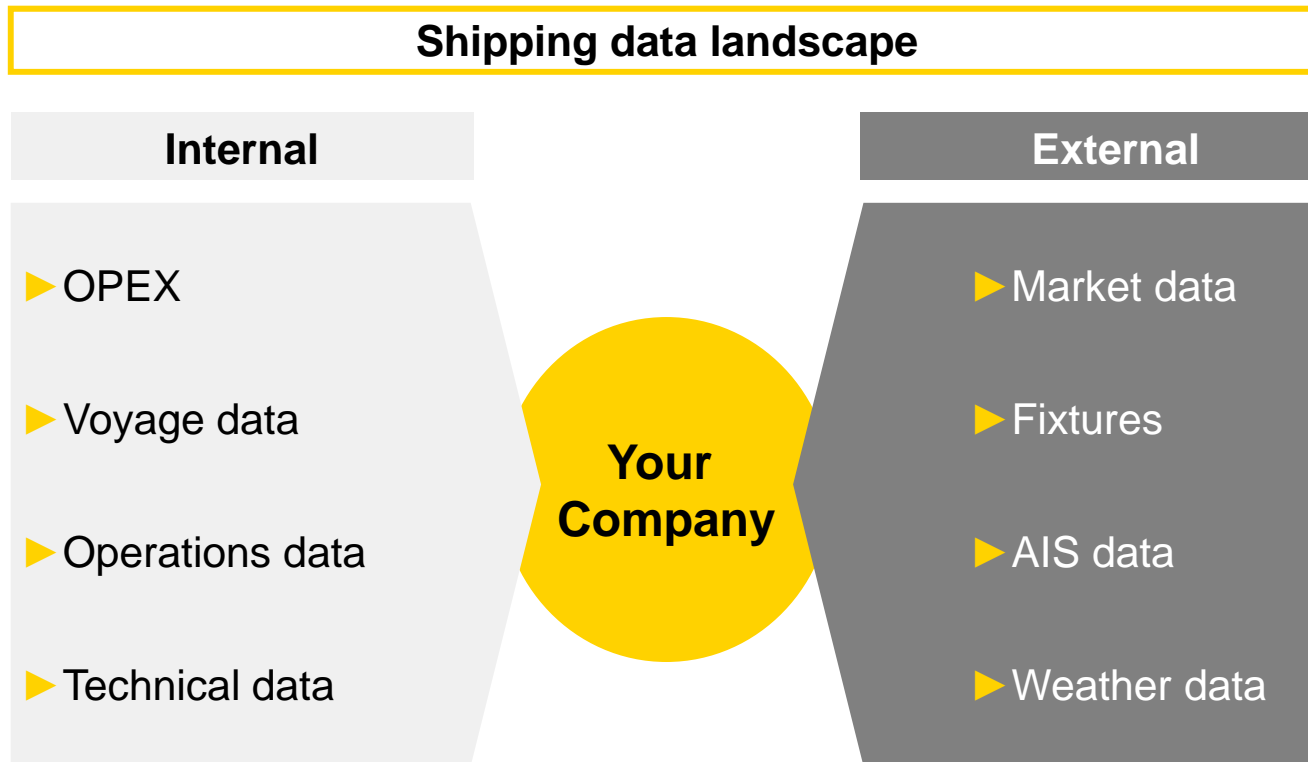 Shipping data landscape
Internal
OPEX
Voyage data
Operations data
Technical data
Your
Company
External
Market data
Fixtures
AIS data
Weather data